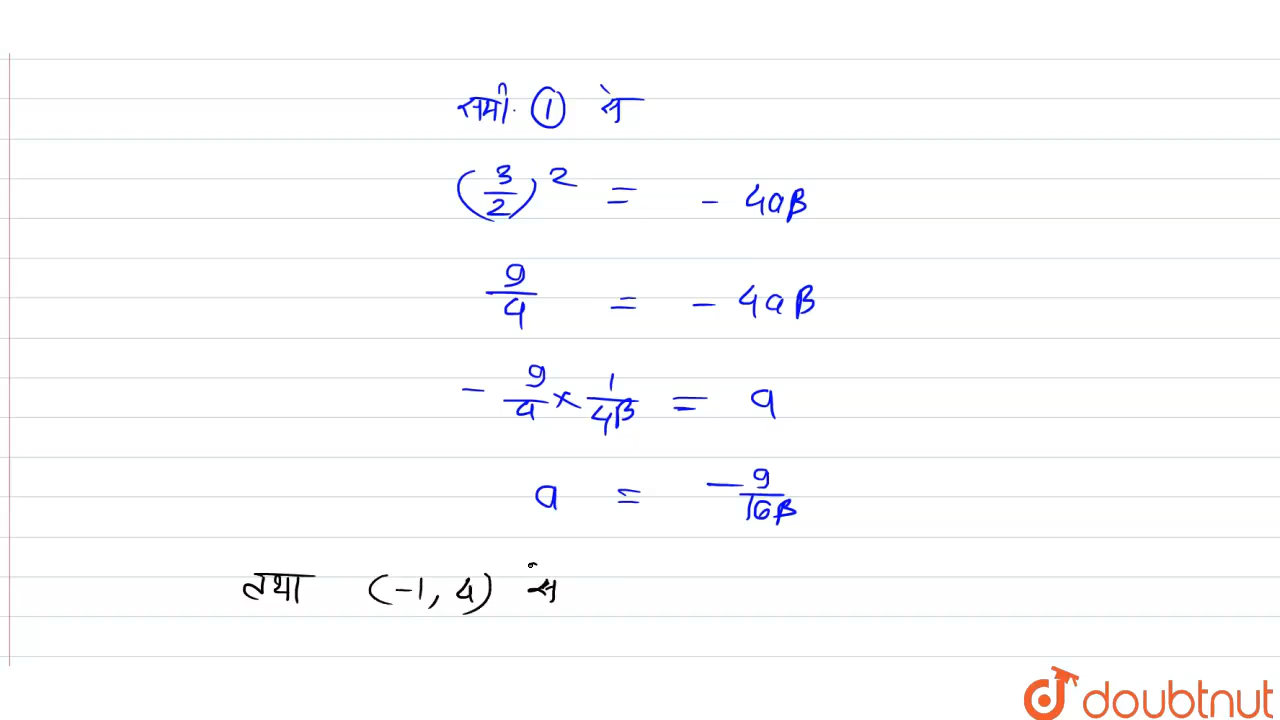 समी. ① से
(3/2)² = - 4aβ
9/4 = - 4aβ
- 9/4 × 1/4β = a
a = - 9/16β
तथा (-1, 4) से
doubtnut